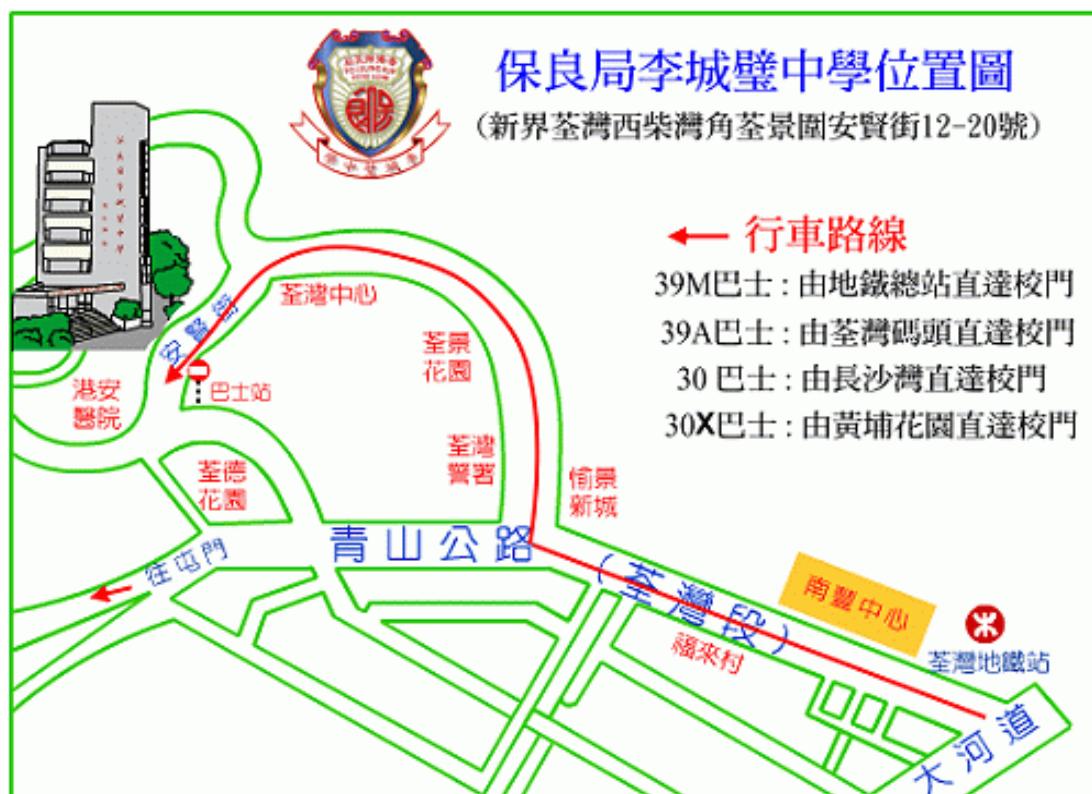 保良局李城璧中學位置圖
(新界荃灣西柴灣角荃景圍安賢街12-20號)
行車路線
39M巴士 : 由地鐵總站直達校門
39A巴士 : 由荃灣碼頭直達校門
30 巴士 : 由長沙灣直達校門
30X巴士 : 由黃埔花園直達校門
荃灣中心
安賢街
荃景
花園
港安
醫院
巴士站
荃德
花園
荃灣
警署
愉景
新城
青山公路
(荃灣段)
往屯門
南豐中心
福來村
荃灣地鐵站
大河道